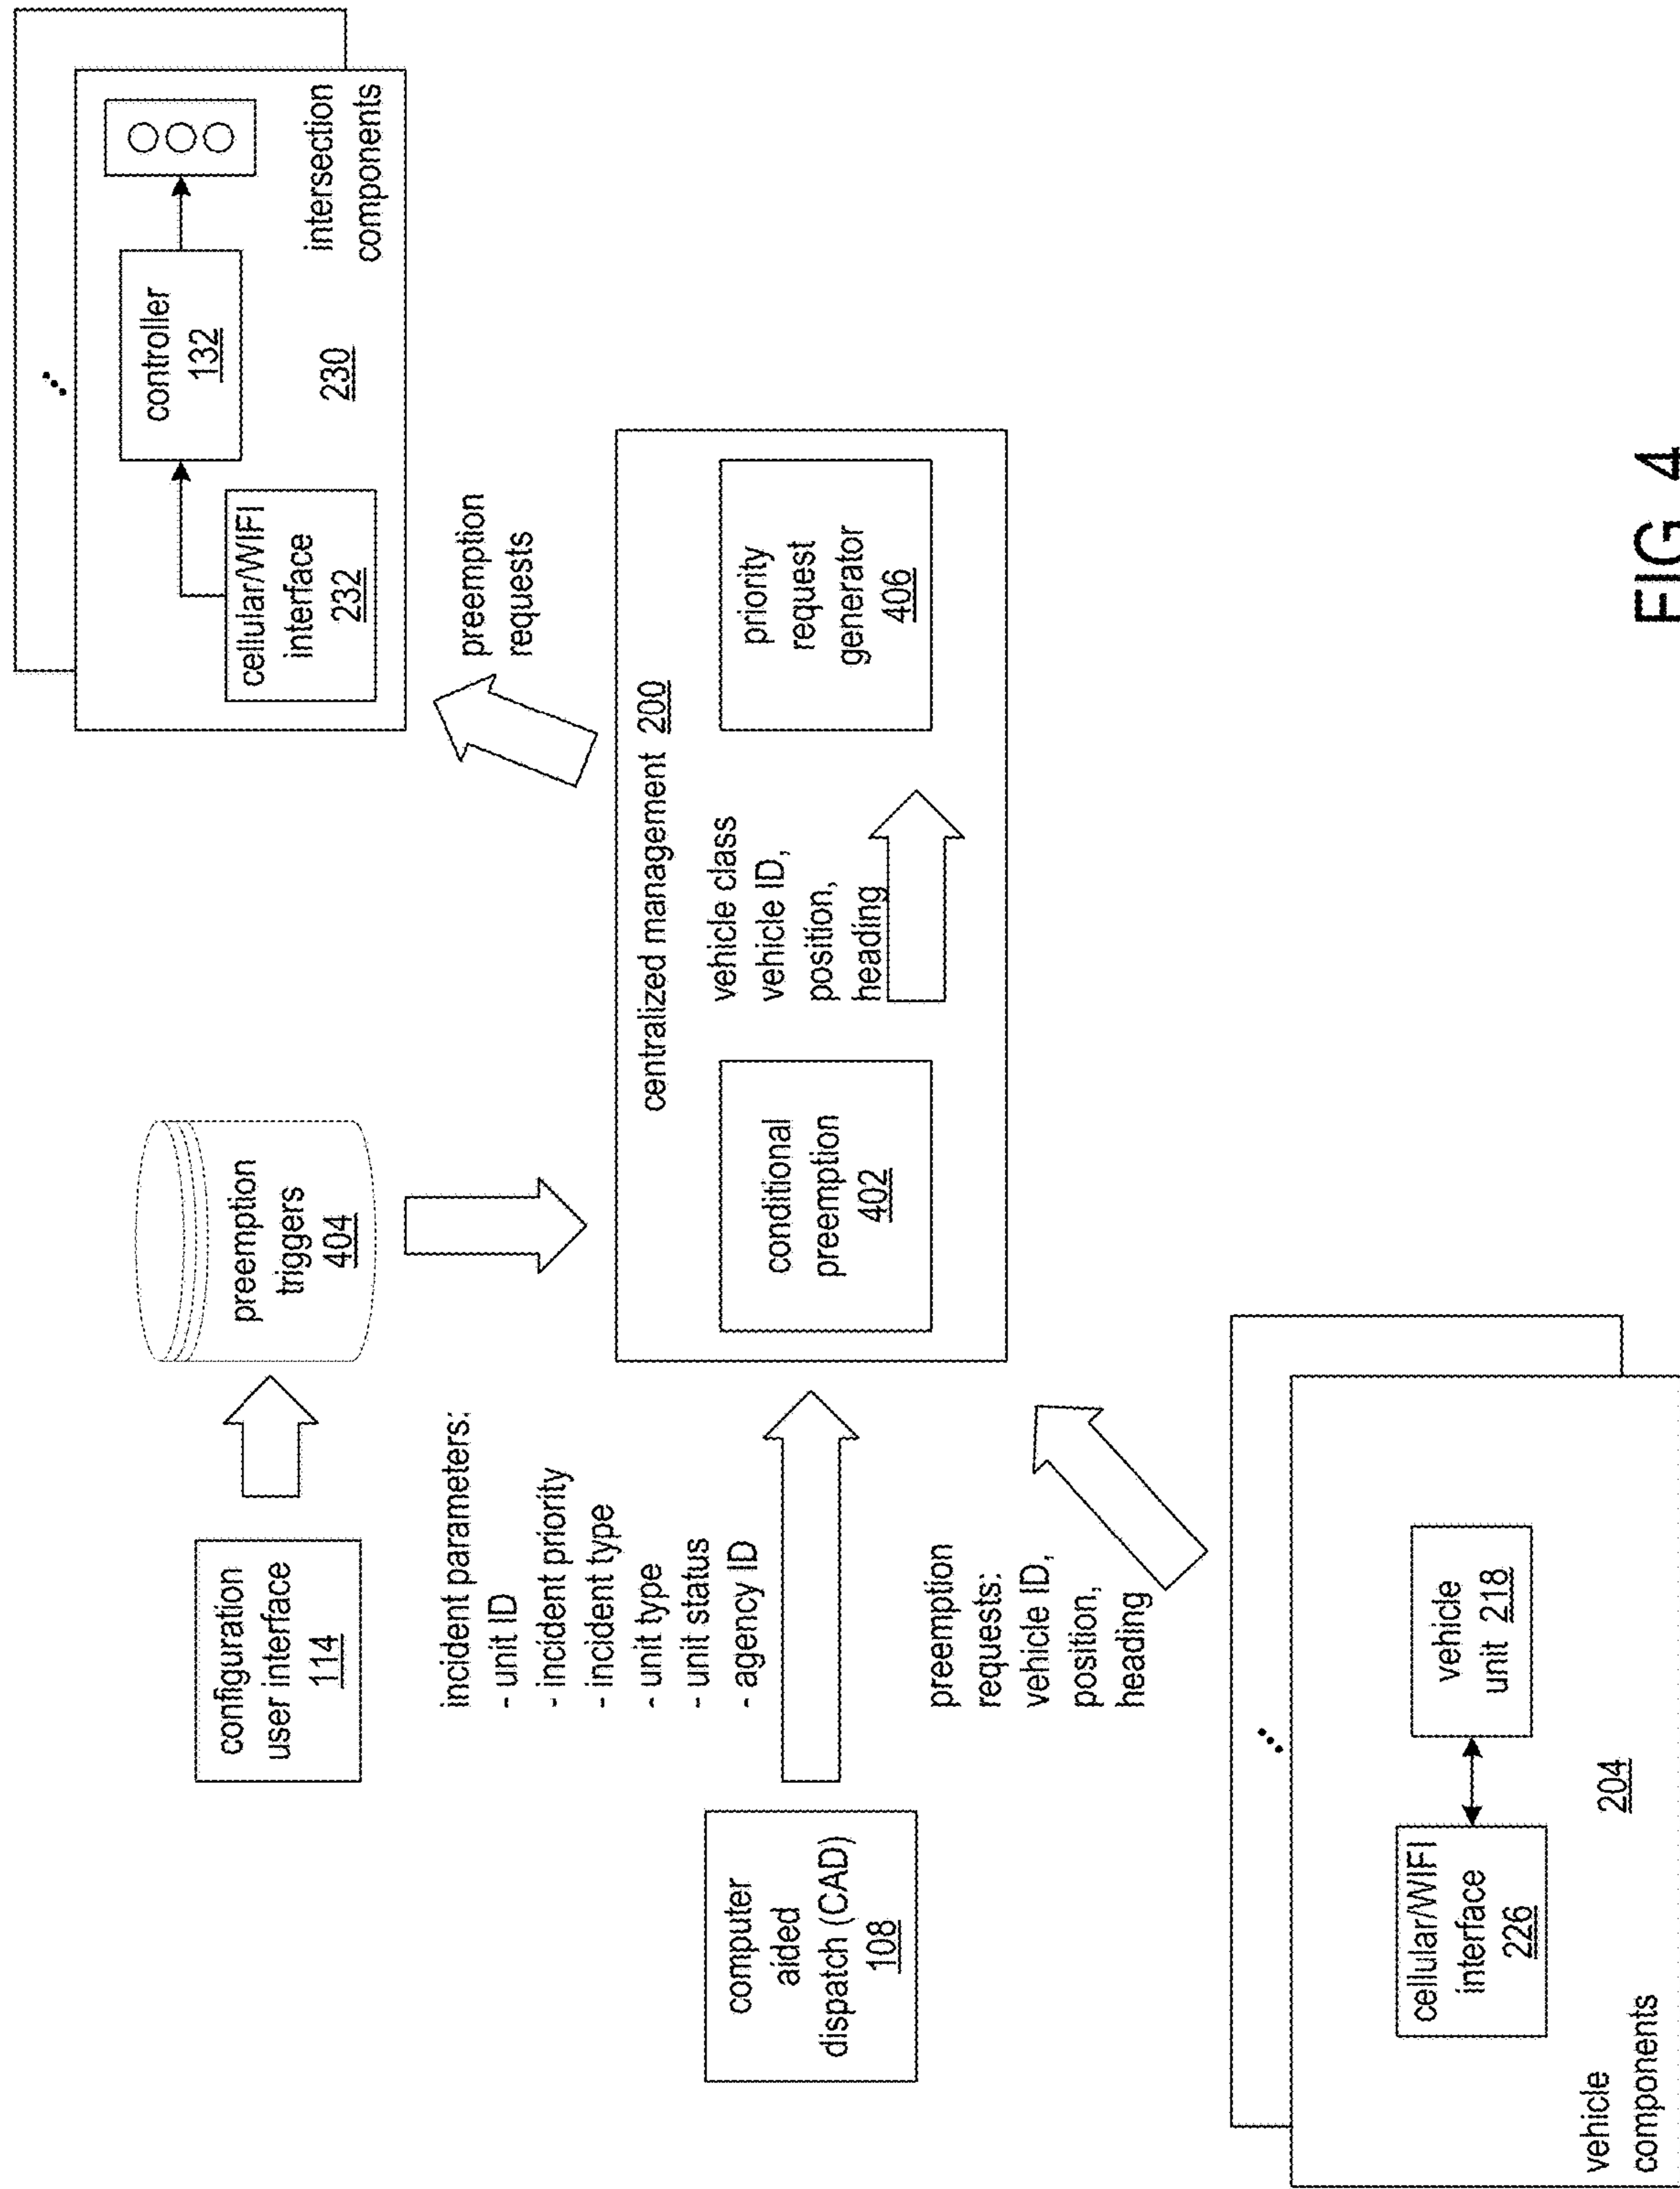 configuration
user interface
114
preemption
triggers
404
incident parameters:
- unit ID
- incident priority
- incident type
- unit type
- unit status
- agency ID
computer
aided
dispatch (CAD)
108
preemption
requests:
vehicle ID,
position,
heading
vehicle
components
cellular/WIFI
interface
226
vehicle
unit 218
204
centralized management 200
conditional
preemption
402
vehicle class
vehicle ID,
position,
heading
priority
request
generator
406
preemption
requests
cellular/WIFI
interface
232
controller
132
230
intersection
components
FIG. 4